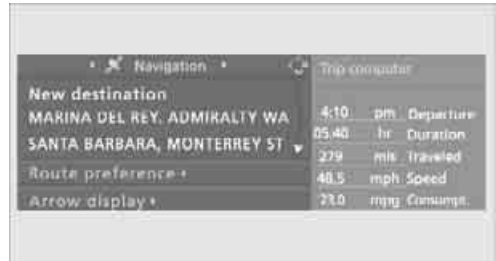 Navigation
New destination
MARINA DEL REY, ADMIRALTY WA
SANTA BARBARA, MONTERREY ST
Route preference
Arrow display
Trip computer
4:10 pm Departure
05.40 hr Duration
279 mls Traveled
48.5 mph Speed
23.0 mpg Consumpt.